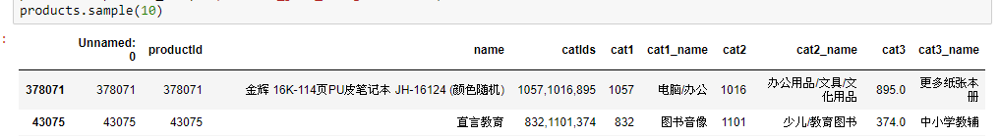 products.sample(10)
:
Unnamed: 0 productId name catIds cat1 cat1_name cat2 cat2_name cat3 cat3_name
378071 378071 378071 金辉 16K-114页PU皮笔记本 JH-16124 (颜色随机) 1057,1016,895 1057 电脑/办公 1016 办公用品/文具/文化用品 895.0 更多纸张本册
43075 43075 43075 直言教育 832,1101,374 832 图书音像 1101 少儿/教育图书 374.0 中小学教辅